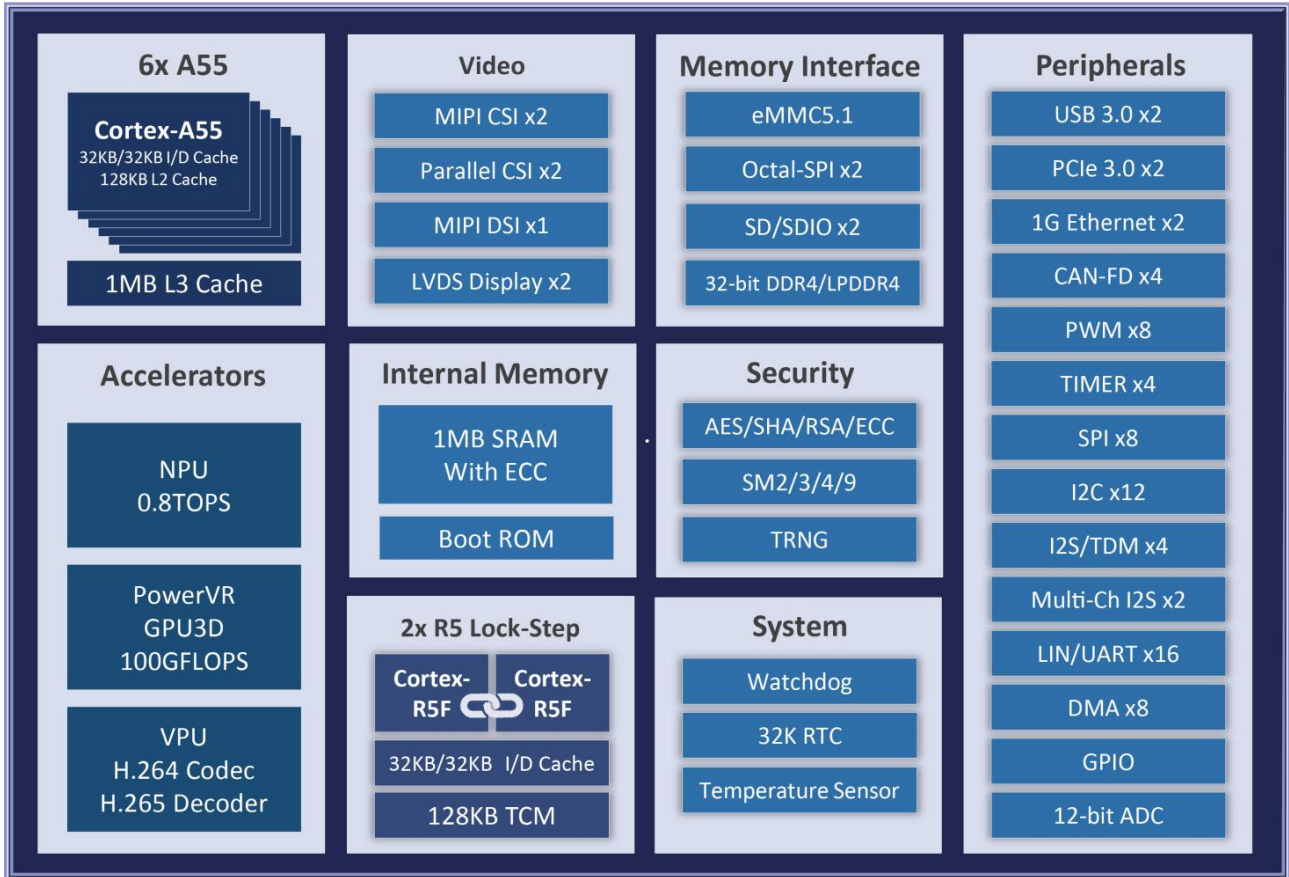 6x A55
Cortex-A55
32KB/32KB I/D Cache
128KB L2 Cache
1MB L3 Cache
Video
MIPI CSI x2
Parallel CSI x2
MIPI DSI x1
LVDS Display x2
Memory Interface
eMMC5.1
Octal-SPI x2
SD/SDIO x2
32-bit DDR4/LPDDR4
Peripherals
USB 3.0 x2
PCIe 3.0 x2
1G Ethernet x2
CAN-FD x4
PWM x8
TIMER x4
SPI x8
I2C x12
I2S/TDM x4
Multi-Ch I2S x2
LIN/UART x16
DMA x8
GPIO
12-bit ADC
Accelerators
NPU
0.8TOPS
PowerVR
GPU3D
100GFLOPS
VPU
H.264 Codec
H.265 Decoder
Internal Memory
1MB SRAM
With ECC
Boot ROM
Security
AES/SHA/RSA/ECC
SM2/3/4/9
TRNG
2x R5 Lock-Step
Cortex-
R5F
Cortex-
R5F
32KB/32KB I/D Cache
128KB TCM
System
Watchdog
32K RTC
Temperature Sensor